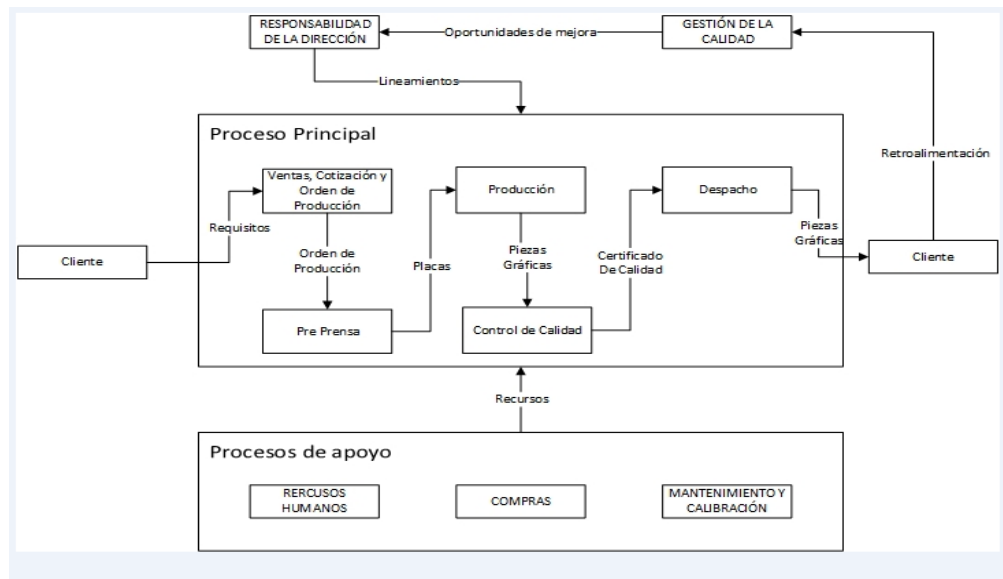 RESPONSABILIDAD
DE LA DIRECCIÓN
Oportunidades de mejora
GESTIÓN DE LA
CALIDAD
Lineamientos
Proceso Principal
Retroalimentación
Ventas, Cotización y
Orden de
Producción
Producción
Despacho
Requisitos
Piezas
Gráficas
Orden de
Producción
Placas
Piezas
Gráficas
Certificado
De Calidad
Cliente
Cliente
Pre Prensa
Control de Calidad
Recursos
Procesos de apoyo
RERCUSOS
HUMANOS
COMPRAS
MANTENIMIENTO Y
CALIBRACIÓN